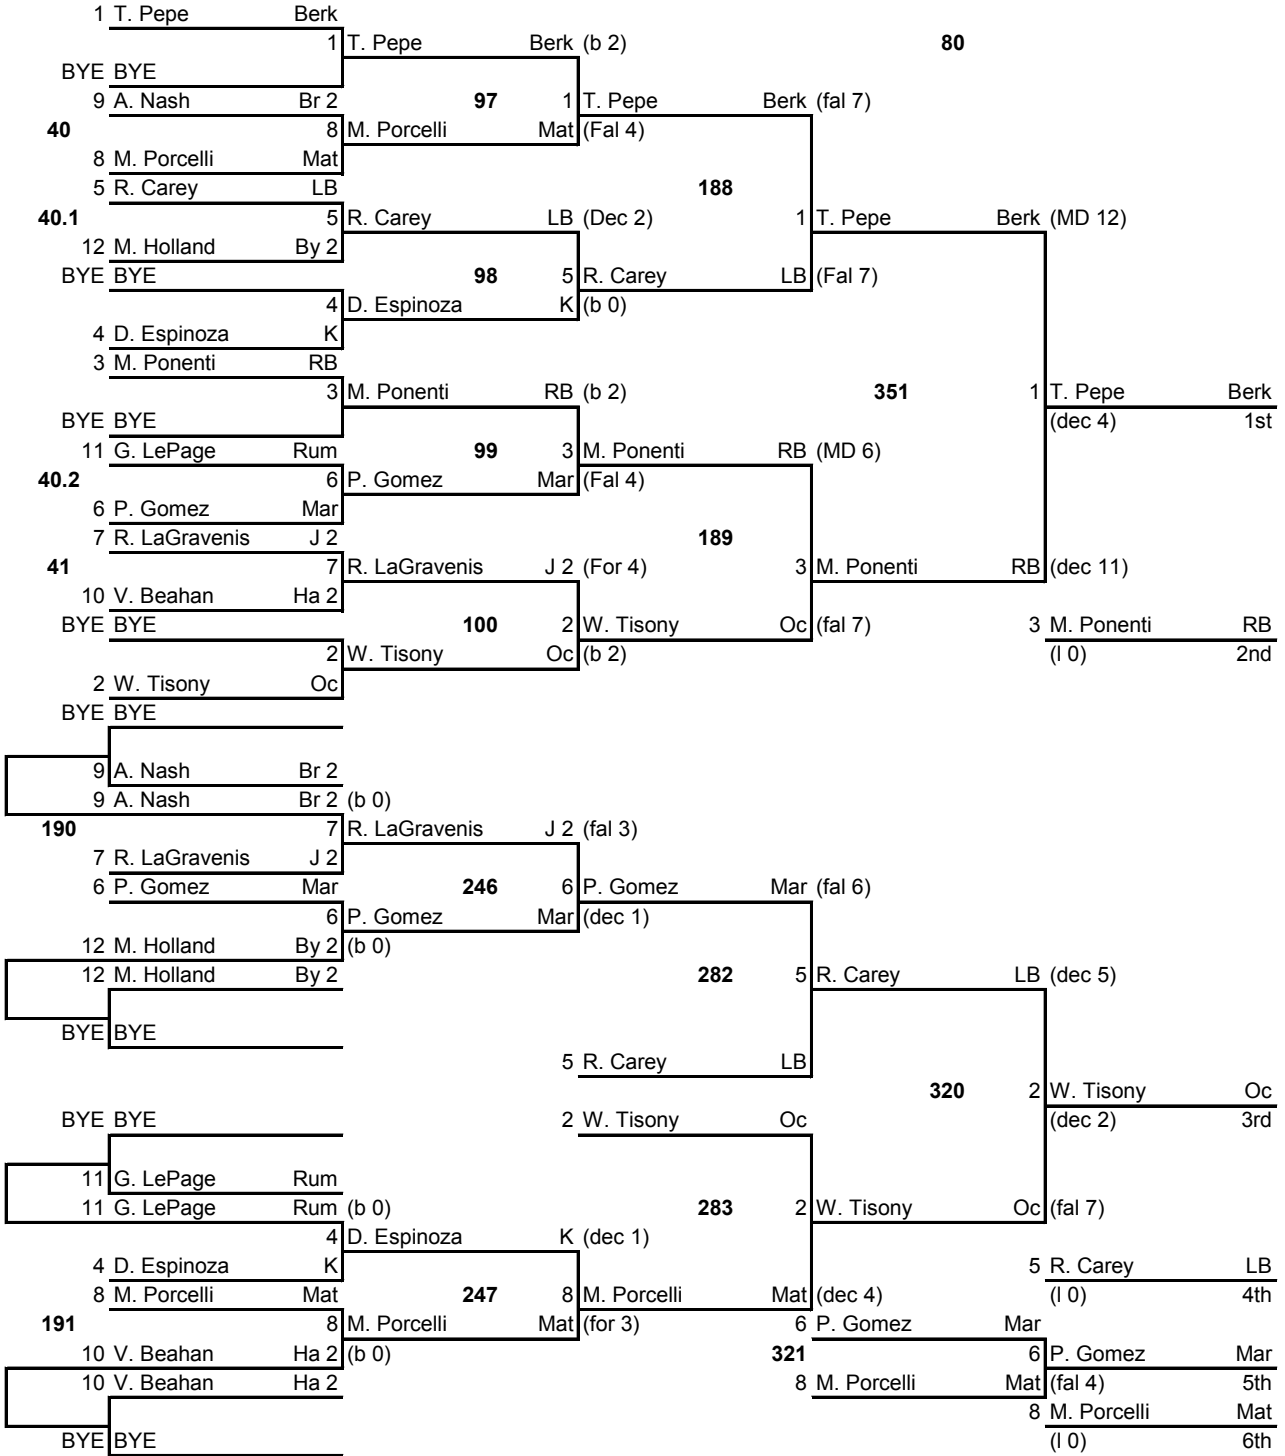 1 T. Pepe Berk
1 T. Pepe Berk (b 2) 80
BYE BYE
9 A. Nash Br 2 97 1 T. Pepe Berk (fal 7)
40 8 M. Porcelli Mat (Fal 4)
8 M. Porcelli Mat
5 R. Carey LB 188
40.1 5 R. Carey LB (Dec 2) 1 T. Pepe Berk (MD 12)
12 M. Holland By 2
BYE BYE 98 5 R. Carey LB (Fal 7)
4 D. Espinoza K (b 0)
4 D. Espinoza K
3 M. Ponenti RB
3 M. Ponenti RB (b 2) 351 1 T. Pepe Berk
BYE BYE (dec 4) 1st
11 G. LePage Rum 99 3 M. Ponenti RB (MD 6)
40.2 6 P. Gomez Mar (Fal 4)
6 P. Gomez Mar
7 R. LaGravenis J 2 189
41 7 R. LaGravenis J 2 (For 4) 3 M. Ponenti RB (dec 11)
10 V. Beahan Ha 2
BYE BYE 100 2 W. Tisony Oc (fal 7) 3 M. Ponenti RB
2 W. Tisony Oc (b 2) (l 0) 2nd
2 W. Tisony Oc
BYE BYE
9 A. Nash Br 2
9 A. Nash Br 2 (b 0)
190 7 R. LaGravenis J 2 (fal 3)
7 R. LaGravenis J 2
6 P. Gomez Mar 246 6 P. Gomez Mar (fal 6)
6 P. Gomez Mar (dec 1)
12 M. Holland By 2 (b 0)
12 M. Holland By 2 282 5 R. Carey LB (dec 5)
BYE BYE
5 R. Carey LB
320 2 W. Tisony Oc
BYE BYE 2 W. Tisony Oc (dec 2) 3rd
11 G. LePage Rum
11 G. LePage Rum (b 0) 283 2 W. Tisony Oc (fal 7)
4 D. Espinoza K (dec 1)
4 D. Espinoza K 5 R. Carey LB
8 M. Porcelli Mat 247 8 M. Porcelli Mat (dec 4) (l 0) 4th
191 8 M. Porcelli Mat (for 3) 6 P. Gomez Mar
10 V. Beahan Ha 2 (b 0) 321 6 P. Gomez Mar
10 V. Beahan Ha 2 8 M. Porcelli Mat (fal 4) 5th
8 M. Porcelli Mat
BYE BYE (l 0) 6th